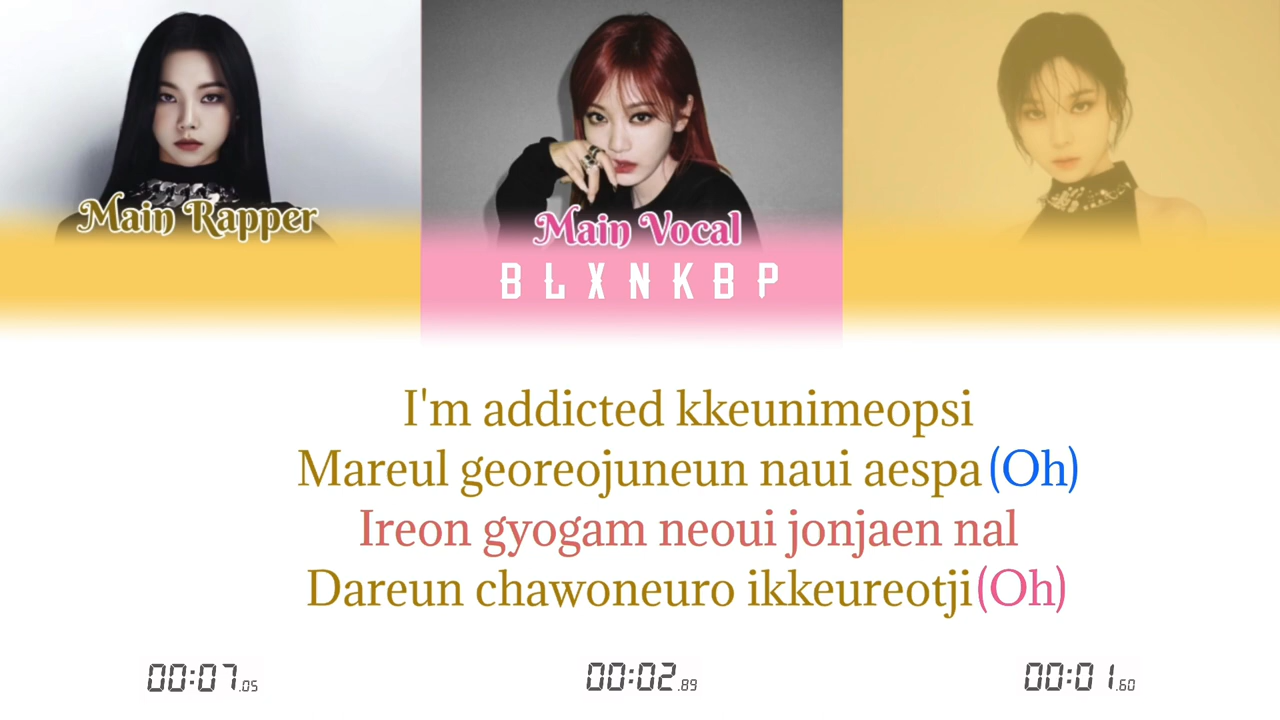 Main Rapper
Main Vocal
BLXNKBP
I'm addicted kkeunimeopsi
Mareul georeojuneun naui aespa (Oh)
Ireon gyogam neoui jonjaen nal
Dareun chawoneuro ikkeureotji (Oh)
00:07.05
00:02.89
00:01.60